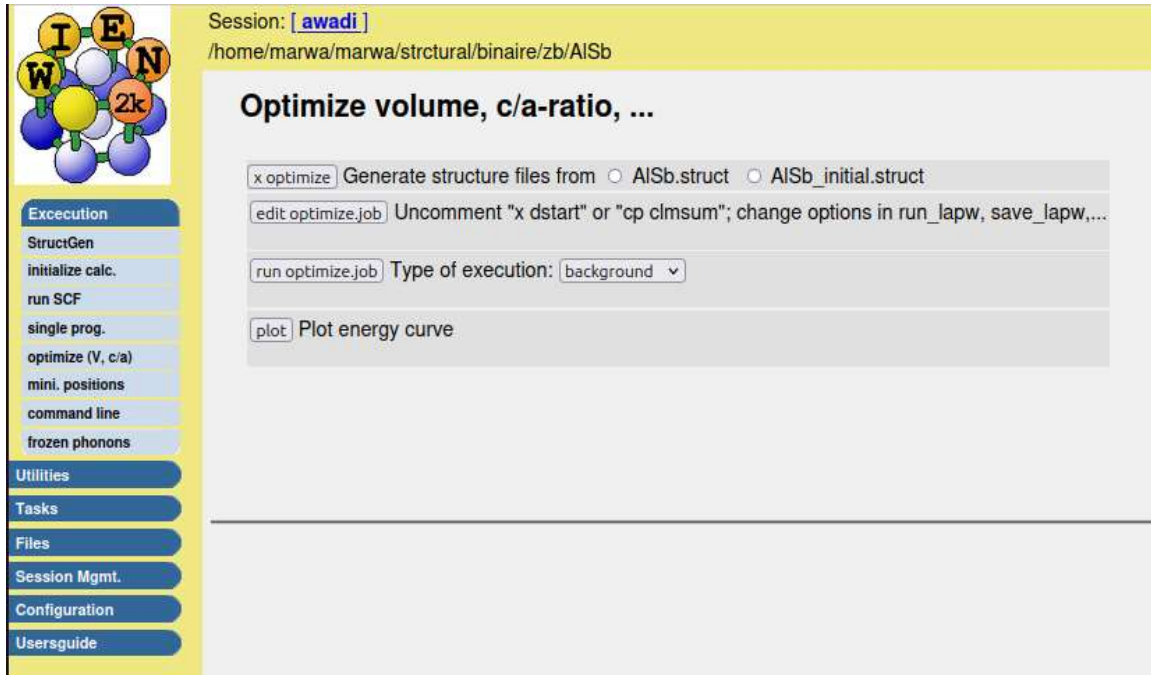 WIEN
2k
Session: [ awadi ]
/home/marwa/marwa/strctural/binaire/zb/AlSb
Optimize volume, c/a-ratio, ...
x optimize Generate structure files from AlSb.struct AlSb_initial.struct
edit optimize.job Uncomment "x dstart" or "cp clmsum"; change options in run_lapw, save_lapw,...
run optimize.job Type of execution: background
plot Plot energy curve
Excecution
StructGen
initialize calc.
run SCF
single prog.
optimize (V, c/a)
mini. positions
command line
frozen phonons
Utilities
Tasks
Files
Session Mgmt.
Configuration
Usersguide